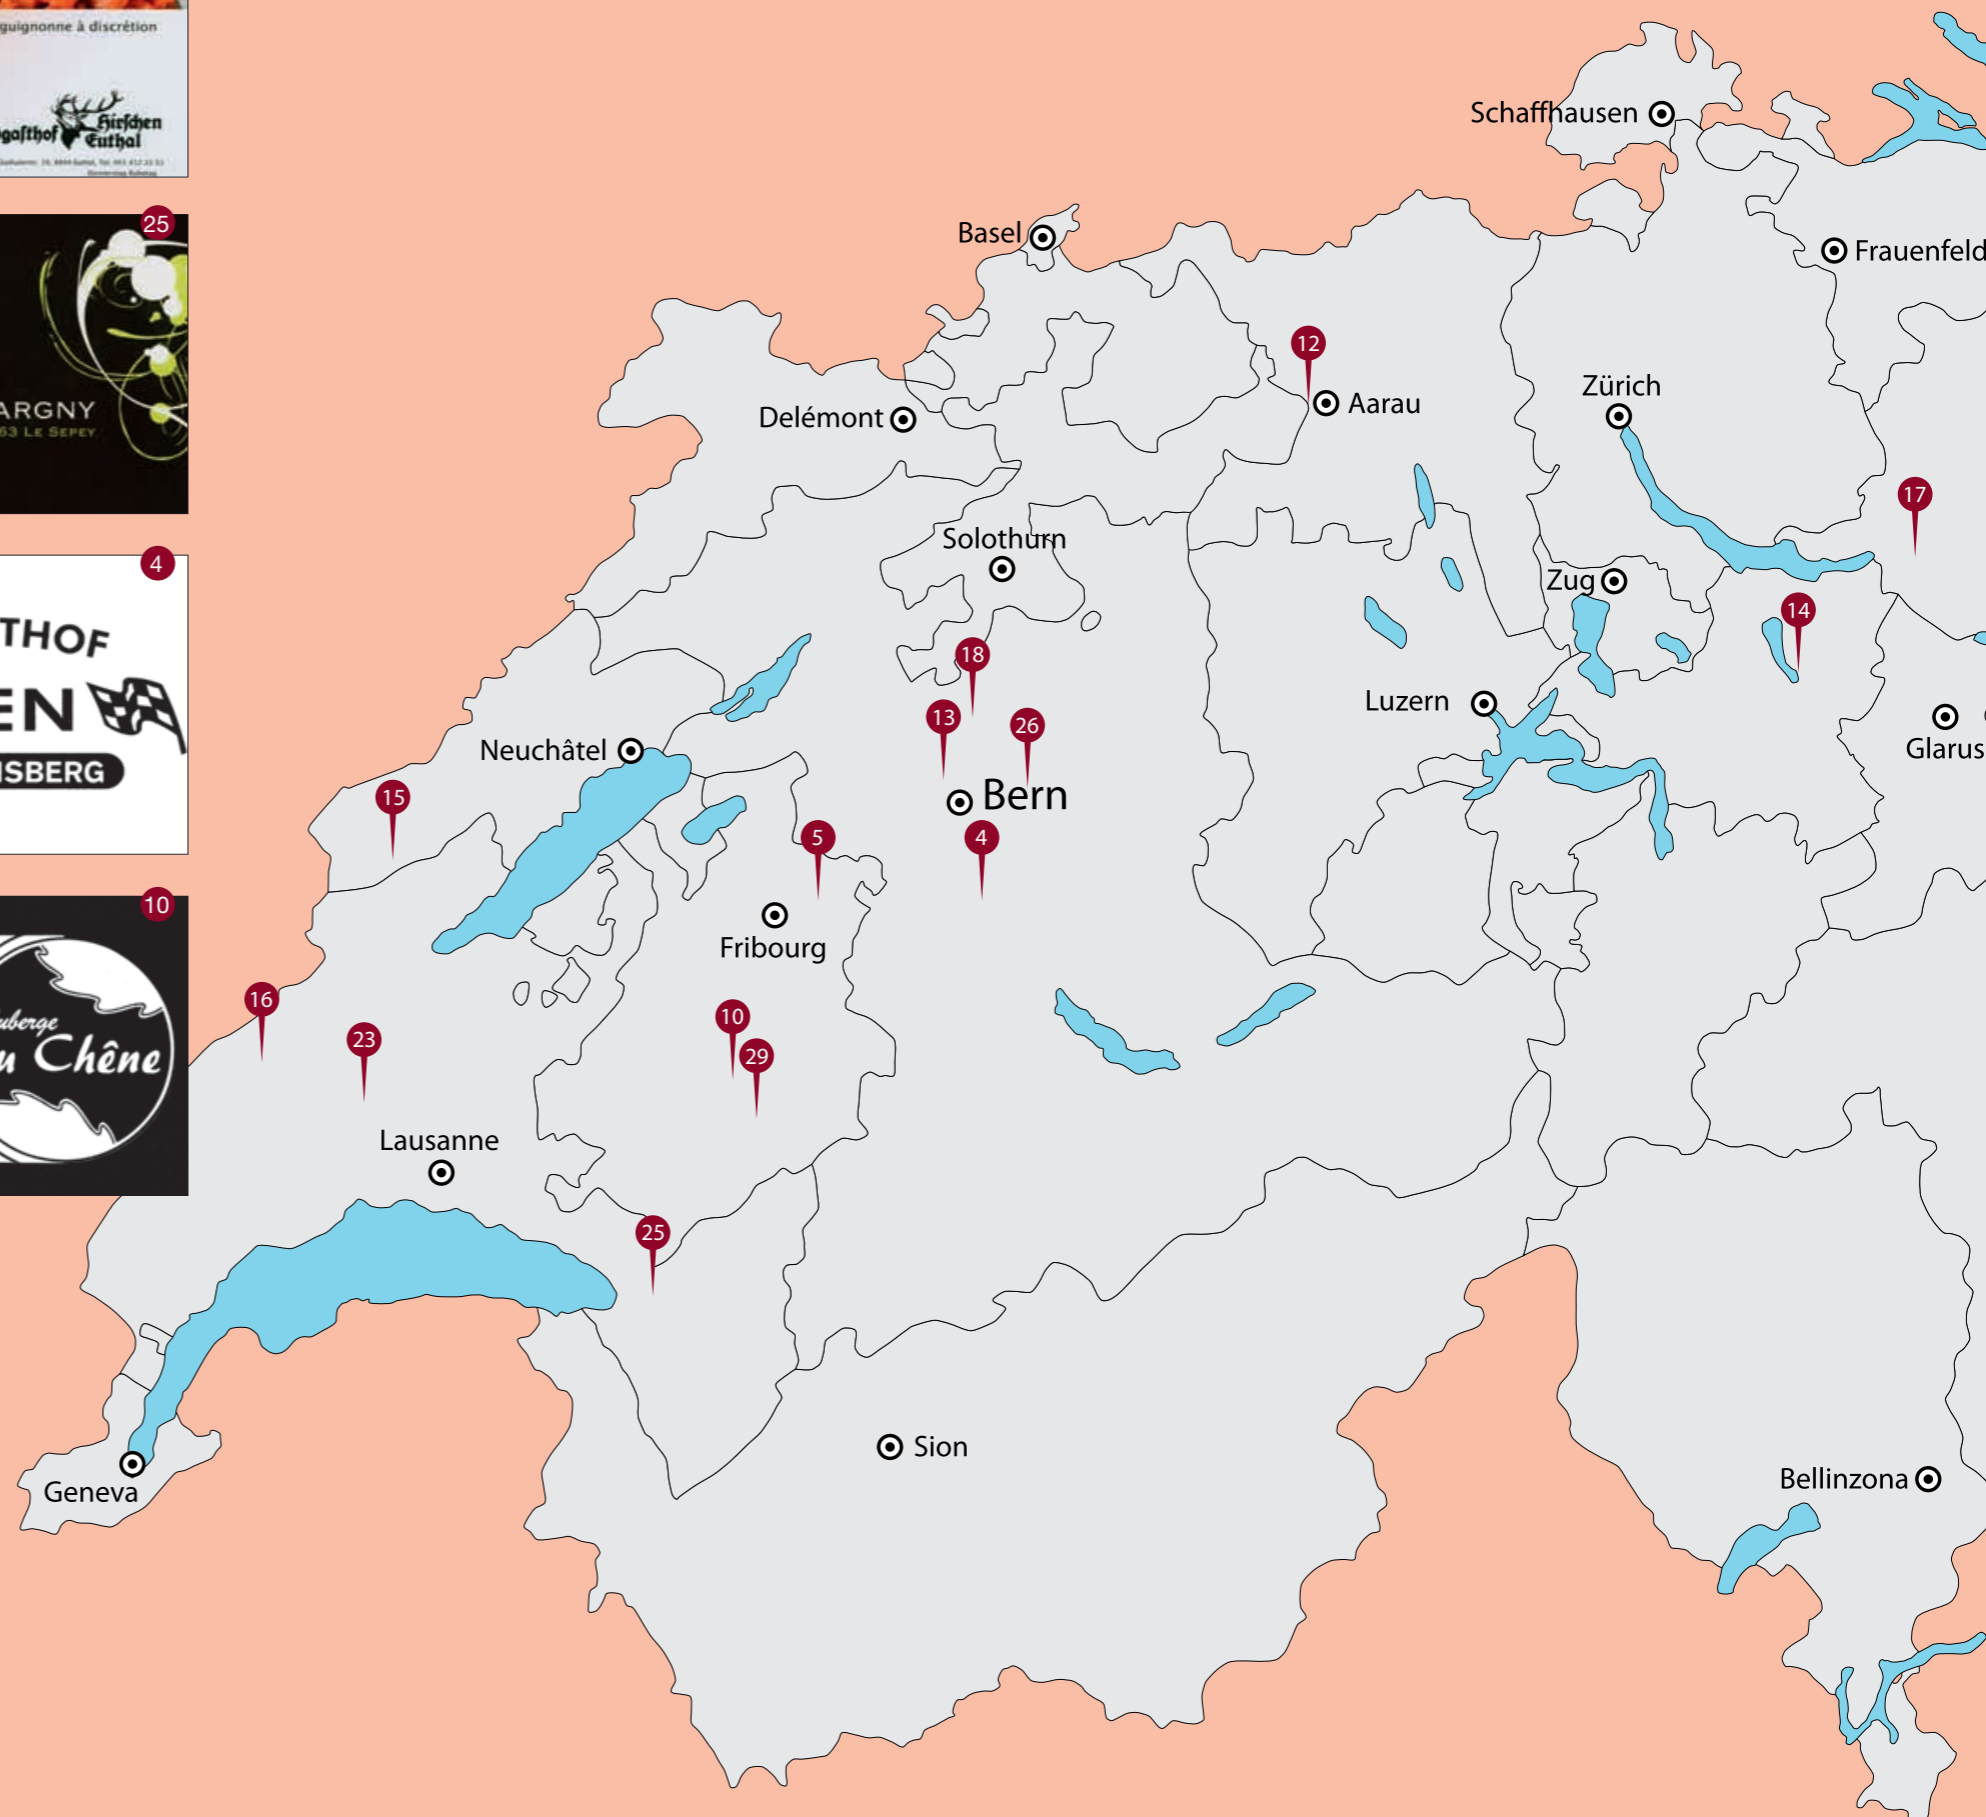 guignonne à discrétion
gasthof Hirschen
Euthal
25
ARGNY
63 LE SEPEY
4
THOF
EN
ISBERG
10
uberge
u Chêne
Schaffhausen
Basel
Frauenfeld
12
Aarau
Delémont
Zürich
17
Solothurn
Zug
14
18
13
26
Luzern
Glarus
Neuchâtel
15
Bern
5
4
Fribourg
16
23
10
29
Lausanne
25
Sion
Geneva
Bellinzona